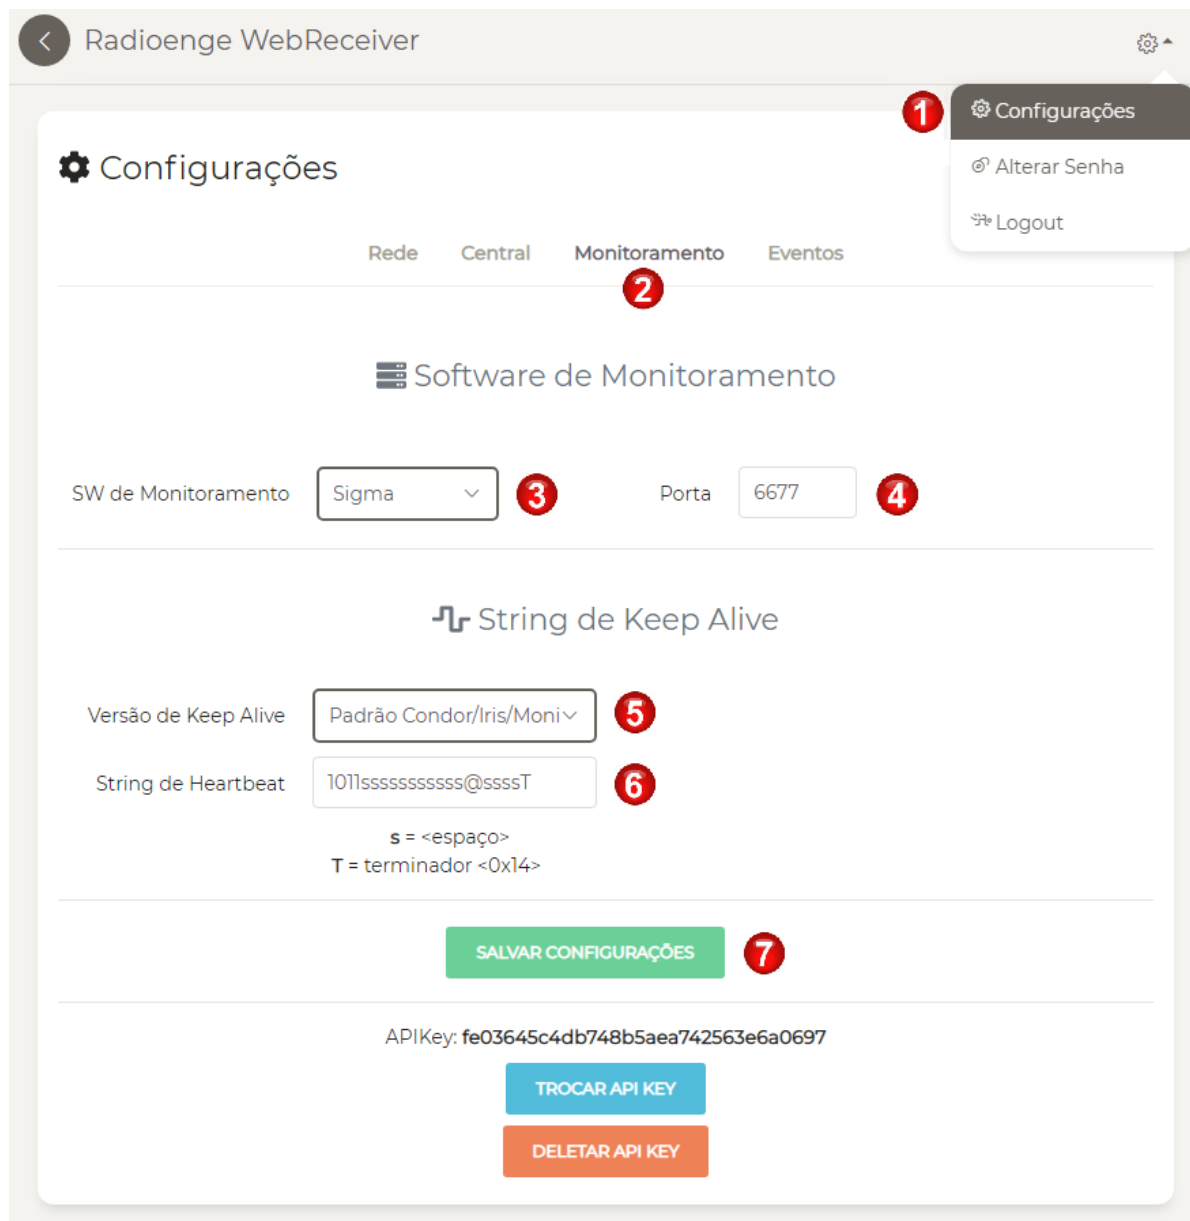 Radioenge WebReceiver
1
Configurações
Alterar Senha
Logout
Configurações
Rede Central Monitoramento Eventos
2
Software de Monitoramento
SW de Monitoramento Sigma 3 Porta 6677 4
String de Keep Alive
Versão de Keep Alive Padrão Condor/Iris/Moni 5
String de Heartbeat 1011sssssssssss@ssssT 6
s = <espaço>
T = terminador <0x14>
SALVAR CONFIGURAÇÕES 7
APIKey: fe03645c4db748b5aea742563e6a0697
TROCAR API KEY
DELETAR API KEY